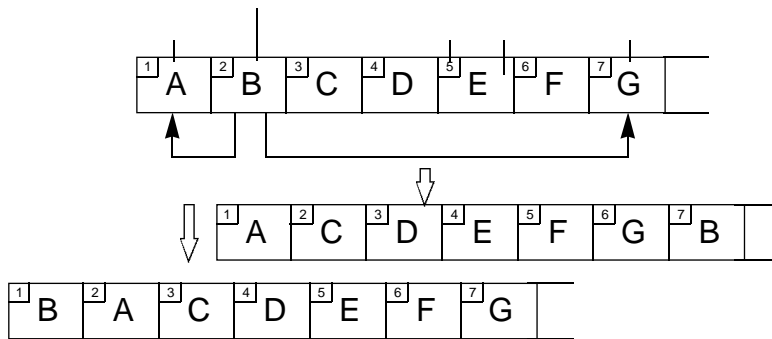 1 A 2 B 3 C 4 D 5 E 6 F 7 G
1 A 2 C 3 D 4 E 5 F 6 G 7 B
1 B 2 A 3 C 4 D 5 E 6 F 7 G